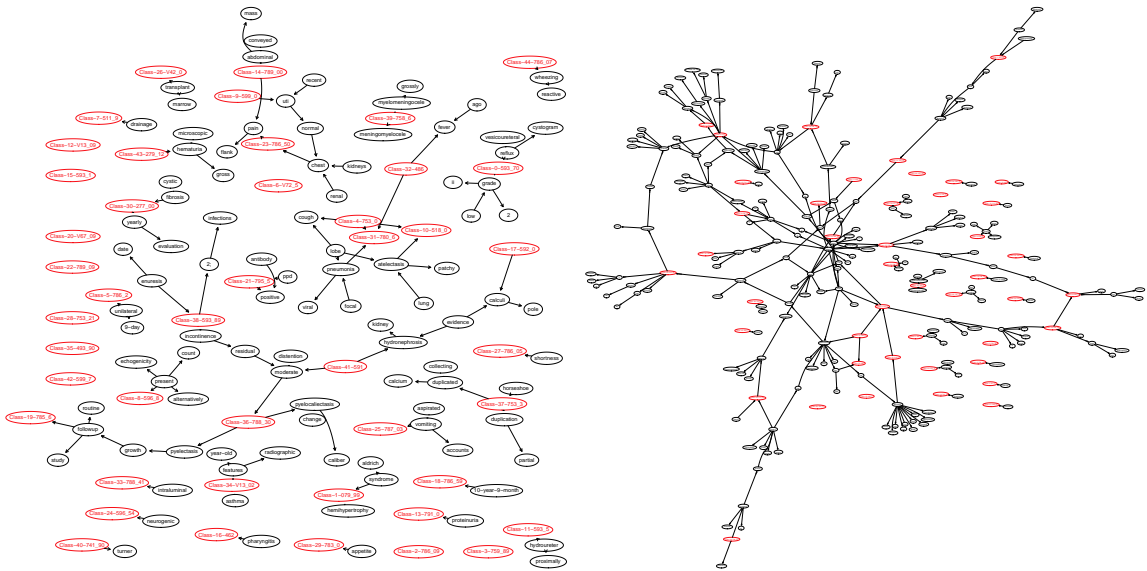 mass
conveyed
abdominal
Class-26-V42_0
Class-14-789_00
Class-44-786_07
transplant
marrow
Class-9-599_0
recent
uti
grossly
myelomeningocele
ago
wheezing
reactive
Class-7-511_9
drainage
microscopic
pain
normal
Class-39-758_6
meningomyelocele
fever
cystogram
vesicoureteral
reflux
Class-12-V13_09
hematuria
Class-43-279_12
flank
Class-23-786_50
Class-15-593_1
gross
chest
kidneys
Class-32-486
Class-0-593_70
cystic
fibrosis
Class-6-V72_5
renal
ii
grade
Class-30-277_00
low
2
yearly
infections
cough
Class-4-753_0
Class-31-780_6
Class-10-518_0
Class-20-V67_09
evaluation
date
lobe
Class-17-592_0
Class-22-789_09
2;
antibody
pneumonia
atelectasis
patchy
enuresis
ppd
Class-21-795_5
positive
Class-5-786_2
unilateral
9-day
viral
focal
lung
calculi
pole
Class-28-753_21
Class-38-593_89
incontinence
kidney
evidence
Class-35-493_90
count
residual
distention
hydronephrosis
Class-27-786_05
shortness
echogenicity
present
moderate
Class-41-591
collecting
Class-42-599_7
calcium
duplicated
horseshoe
Class-8-596_8
alternatively
Class-37-753_3
routine
pyelocaliectasis
aspirated
duplication
Class-19-785_6
followup
Class-36-788_30
change
Class-25-787_03
vomiting
study
growth
pyelectasis
year-old
radiographic
caliber
accounts
partial
features
aldrich
syndrome
Class-33-788_41
intraluminal
Class-34-V13_02
asthma
Class-1-079_99
hemihypertrophy
Class-18-786_59
10-year-9-month
Class-24-596_54
neurogenic
Class-13-791_0
proteinuria
Class-40-741_90
turner
Class-16-462
pharyngitis
Class-29-783_0
appetite
Class-2-786_09
Class-3-759_89
Class-11-593_5
hydroureter
proximally